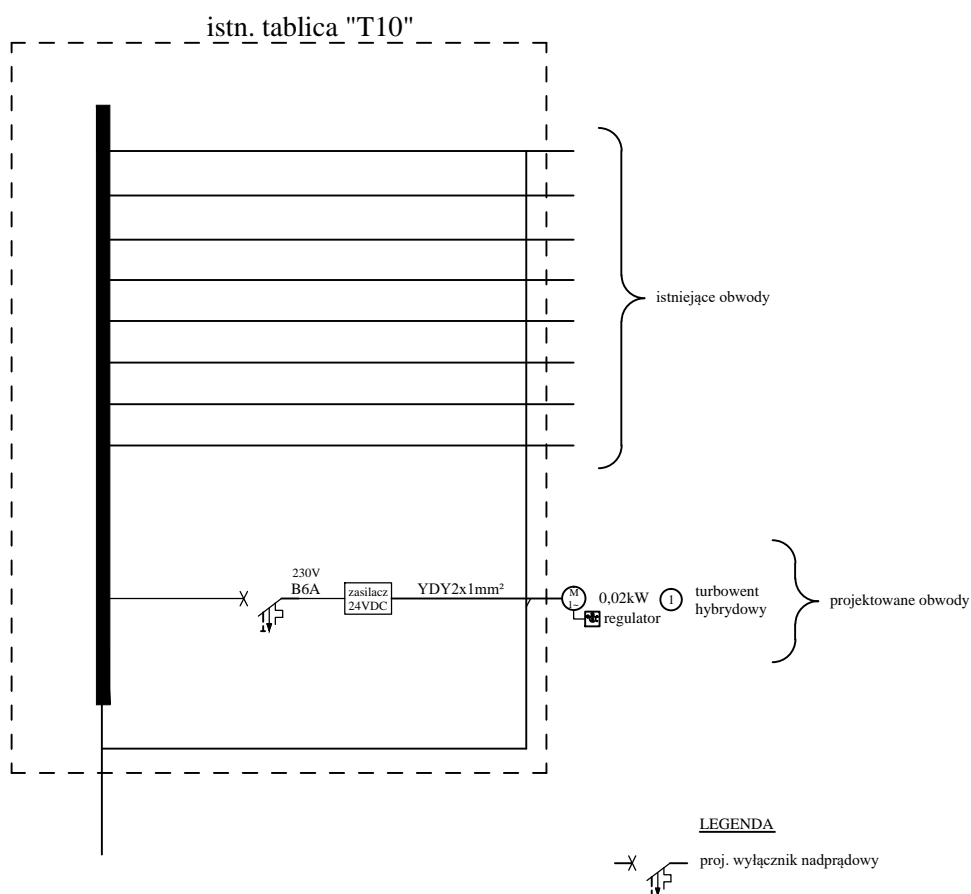 istn. tablica "T10"
istniejące obwody
230V
B6A
zasilacz
24VDC
YDY2x1mm²
M
1~
0,02kW
regulator
1
turbowent
hybrydowy
projektowane obwody
LEGENDA
proj. wyłącznik nadprądowy